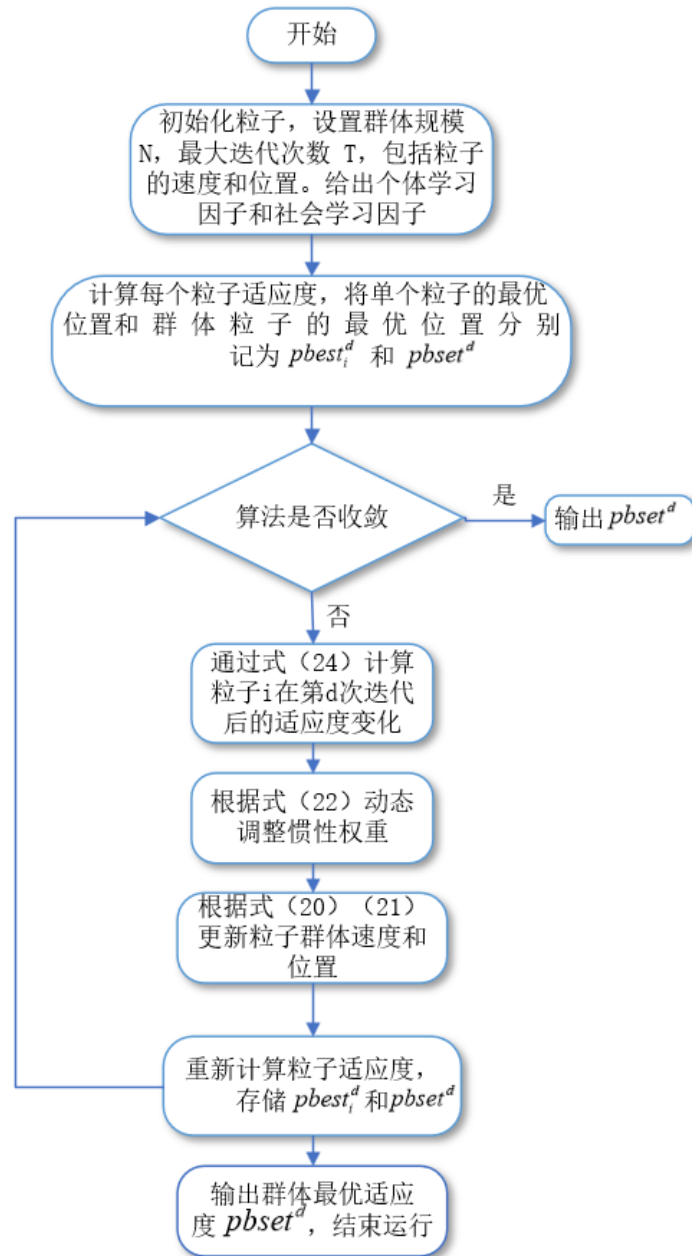 开始
初始化粒子，设置群体规模
N，最大迭代次数 T，包括粒子
的速度和位置。给出个体学习
因子和社会学习因子
计算每个粒子适应度，将单个粒子的最优
位置和 群 体 粒 子 的 最 优 位 置 分 别
记为 pbest_i^d 和 pbset^d
算法是否收敛
是
输出 pbset^d
否
通过式（24）计算
粒子i在第d次迭代
后的适应度变化
根据式（22）动态
调整惯性权重
根据式（20）（21）
更新粒子群体速度和
位置
重新计算粒子适应度，
存储 pbest_i^d 和pbset^d
输出群体最优适应
度 pbset^d，结束运行